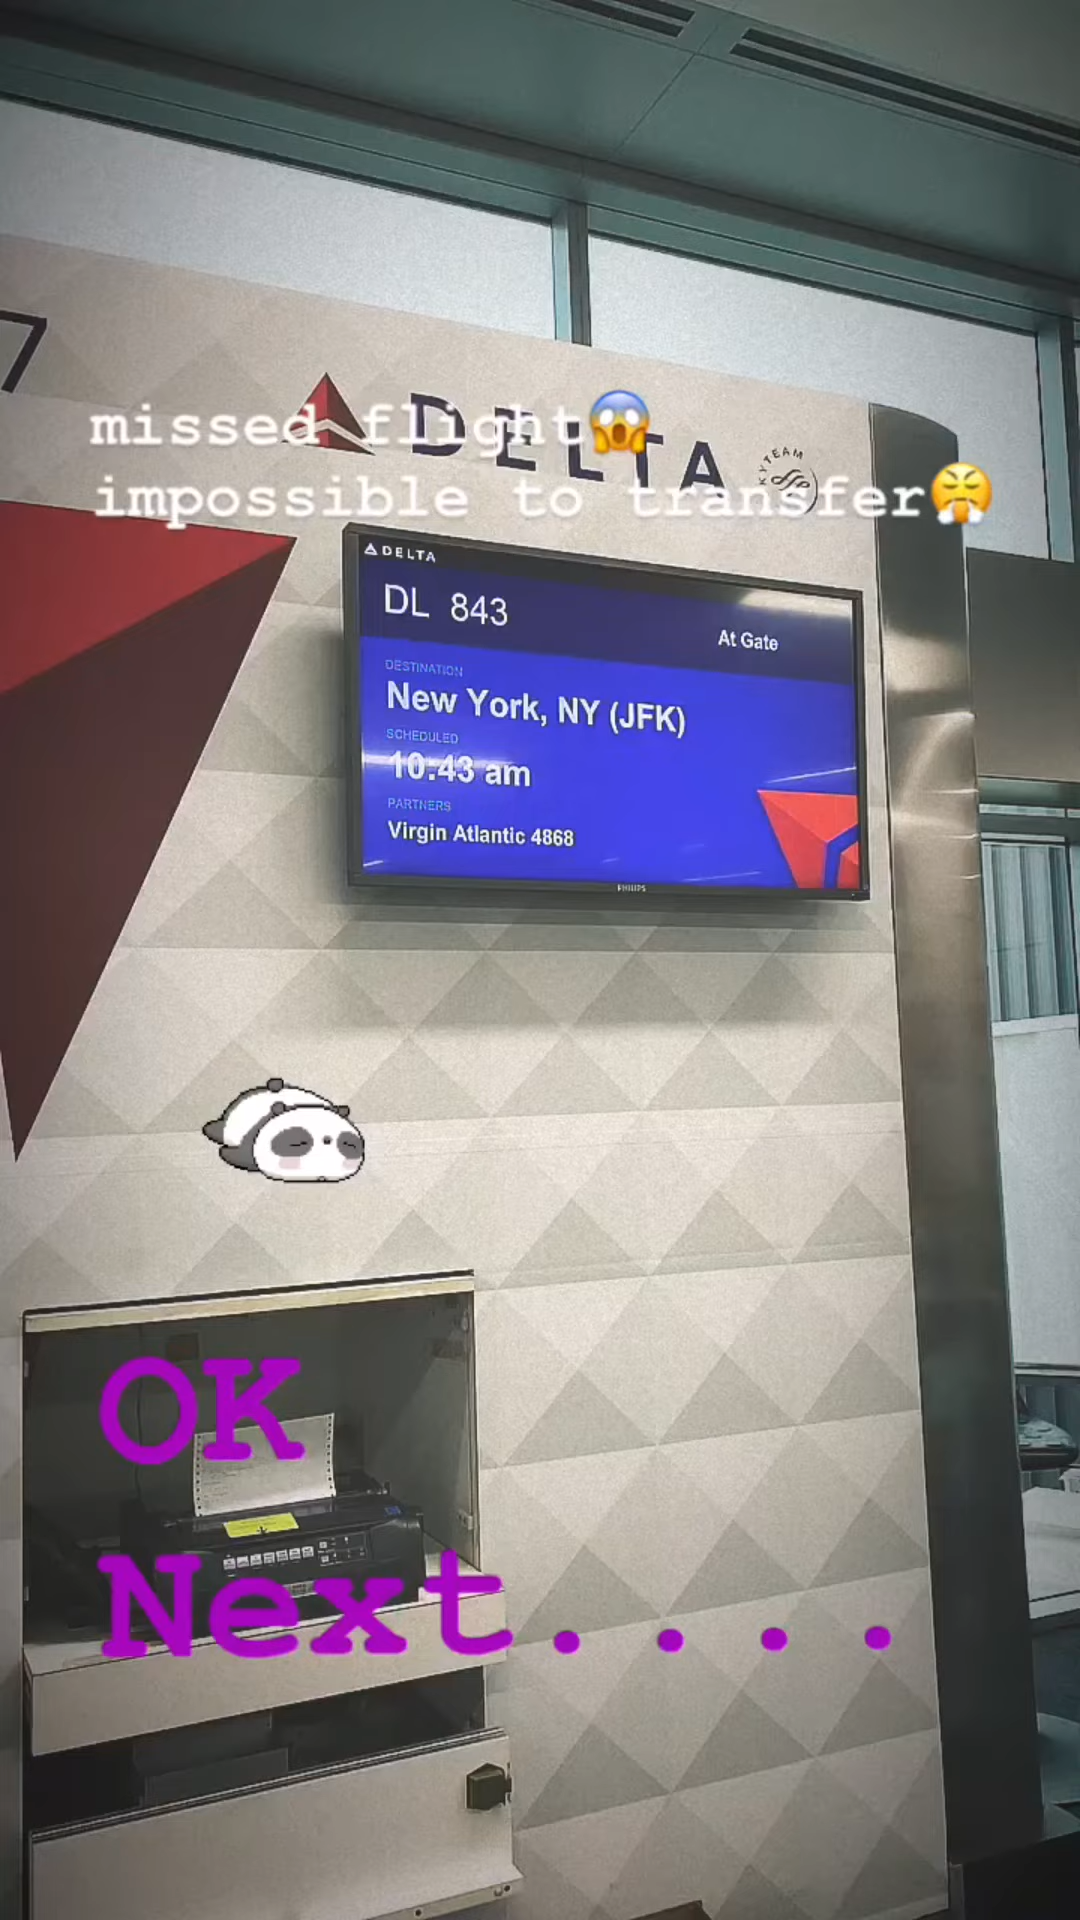 7
DELTA
missed flight😱
impossible to transfer😤
DELTA
DL 843
At Gate
DESTINATION
New York, NY (JFK)
SCHEDULED
10:43 am
PARTNERS
Virgin Atlantic 4868
PHILIPS
OK
Next....